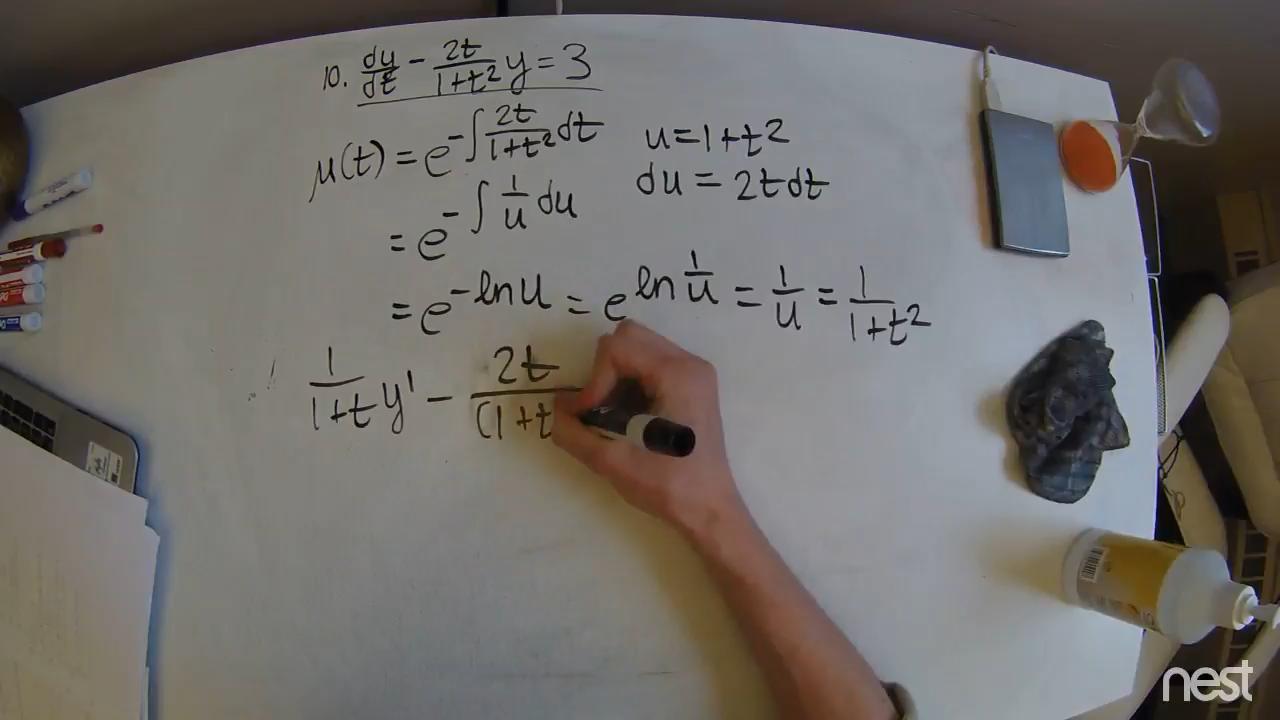 10. dy/dt - 2t/1+t² y = 3
μ(t) = e^-∫2t/1+t² dt u = 1+t²
= e^-∫1/u du du = 2t dt
= e^-ln u = e^ln 1/u = 1/u = 1/1+t²
1/1+t y' - 2t/(1+t
nest